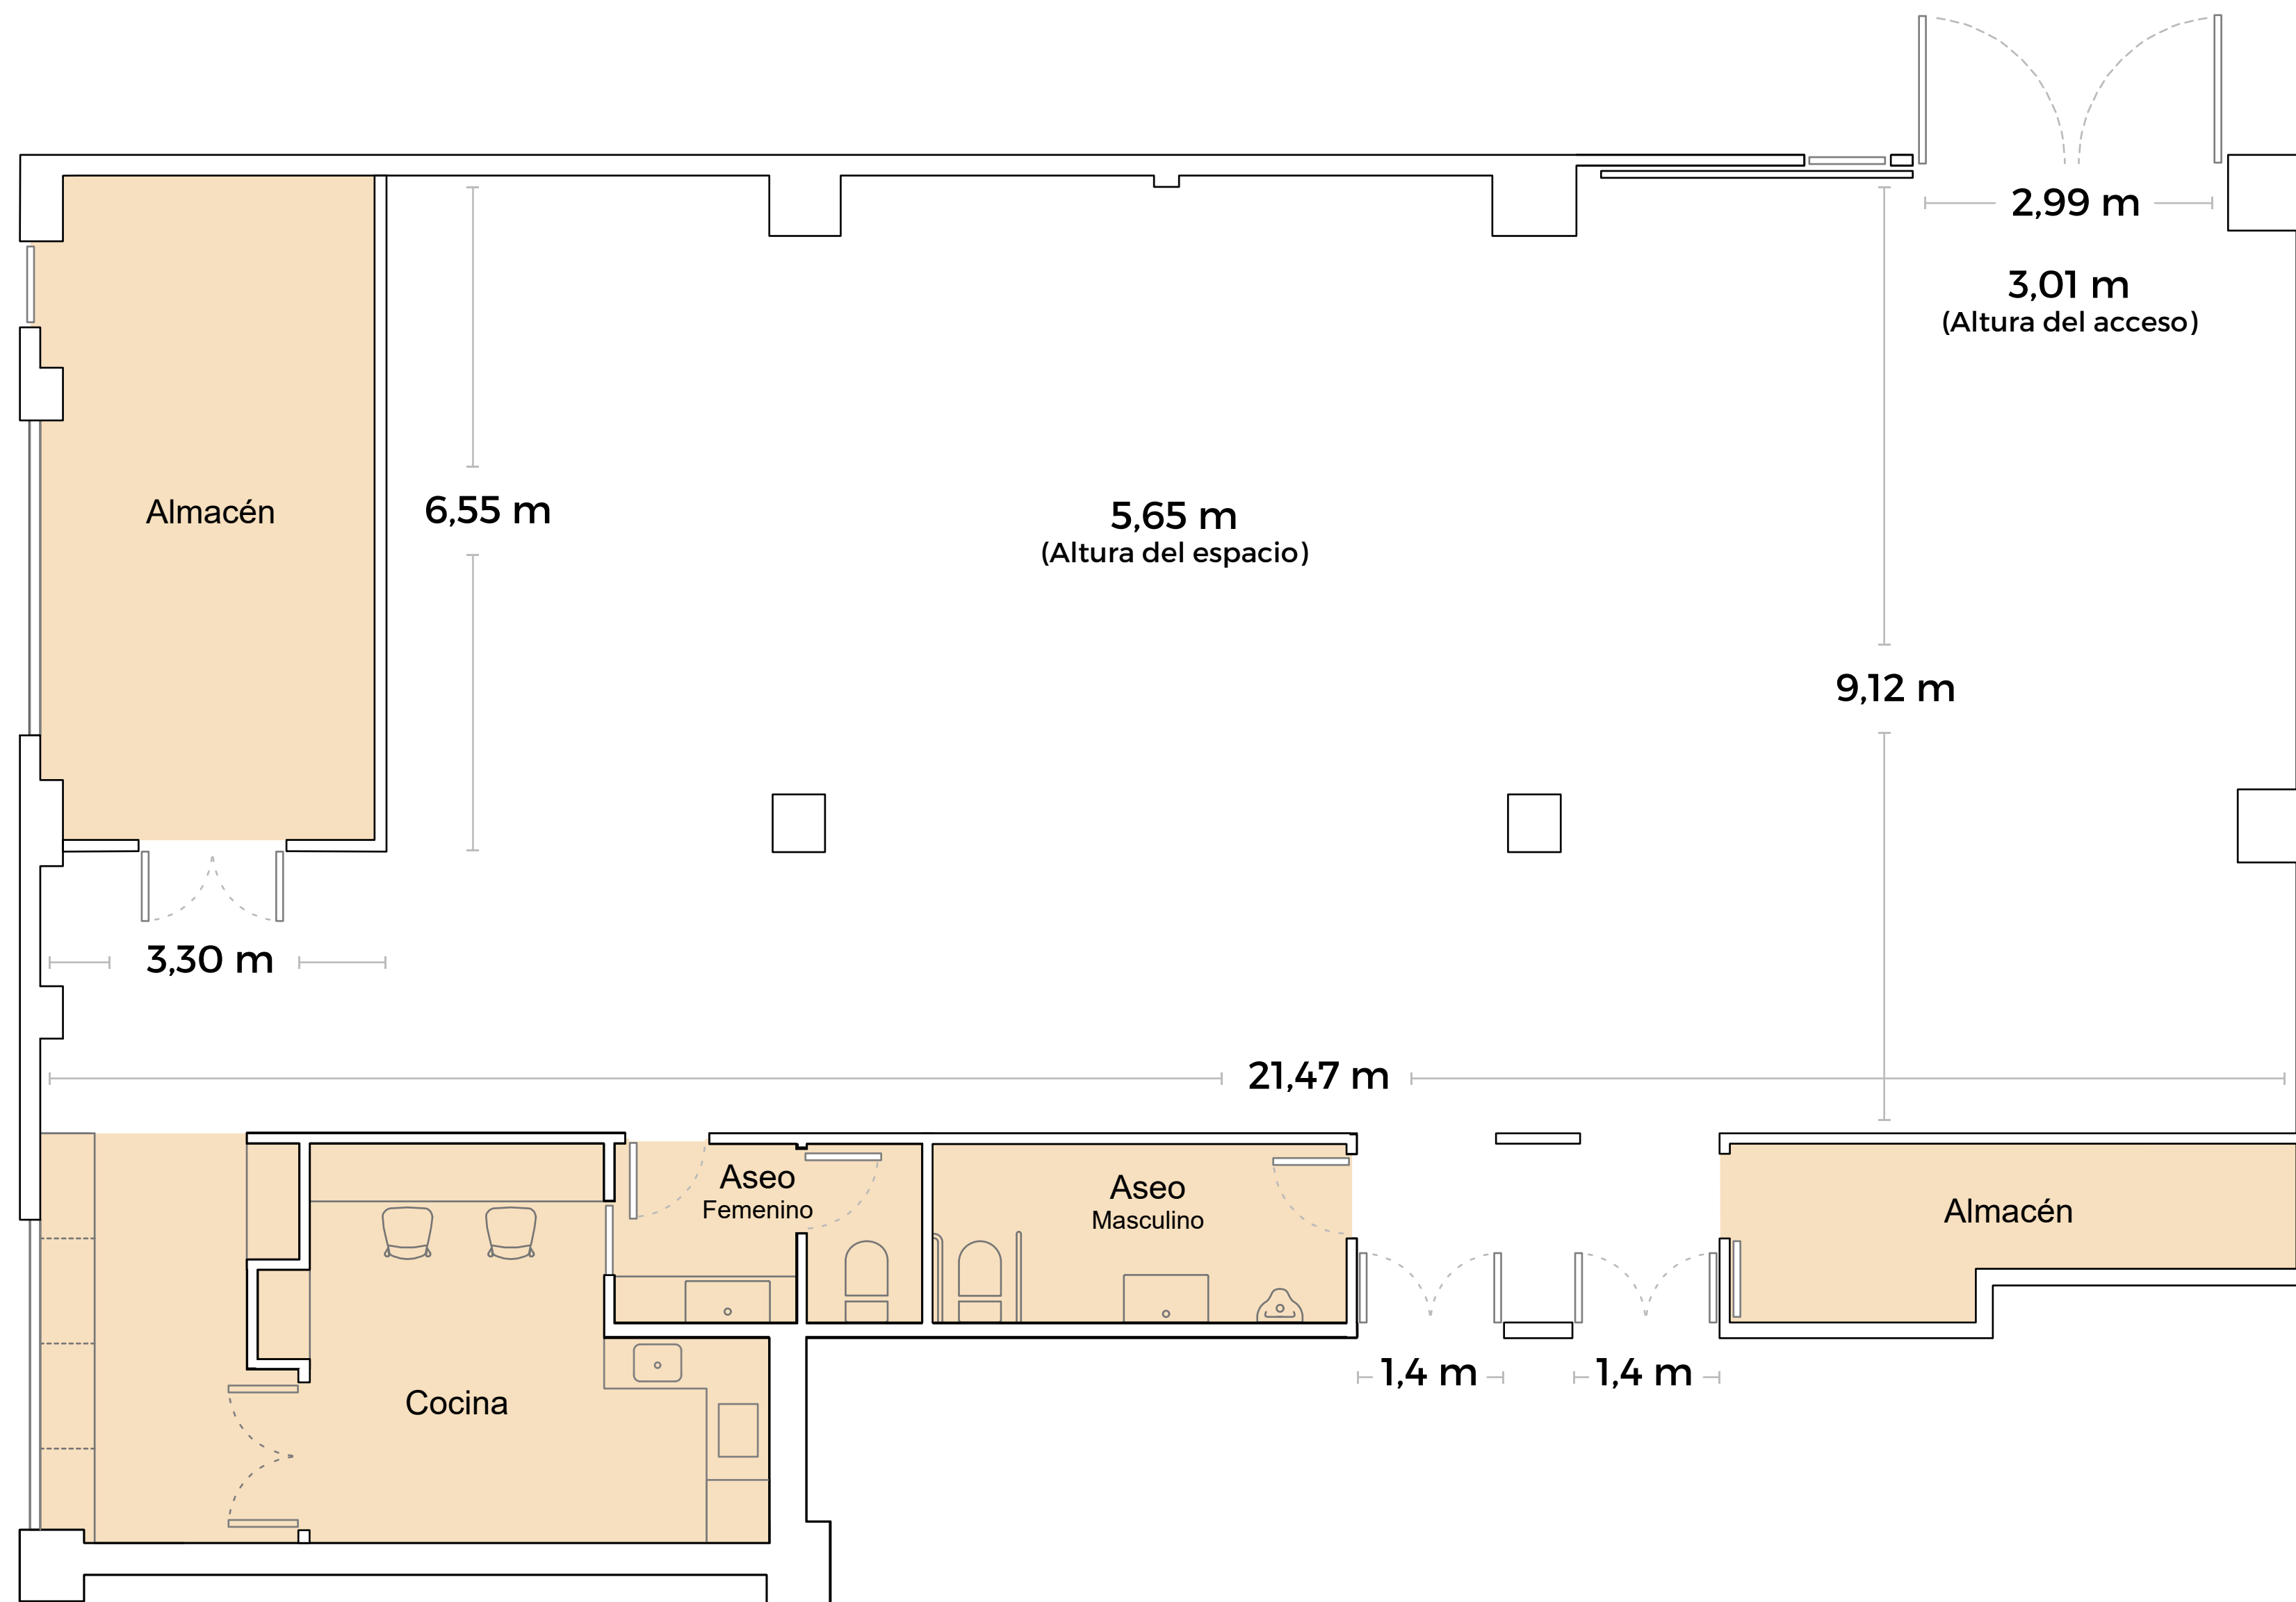 2,99 m
3,01 m
(Altura del acceso)
Almacén
6,55 m
5,65 m
(Altura del espacio)
9,12 m
3,30 m
21,47 m
Aseo
Femenino
Aseo
Masculino
Almacén
1,4 m
1,4 m
Cocina